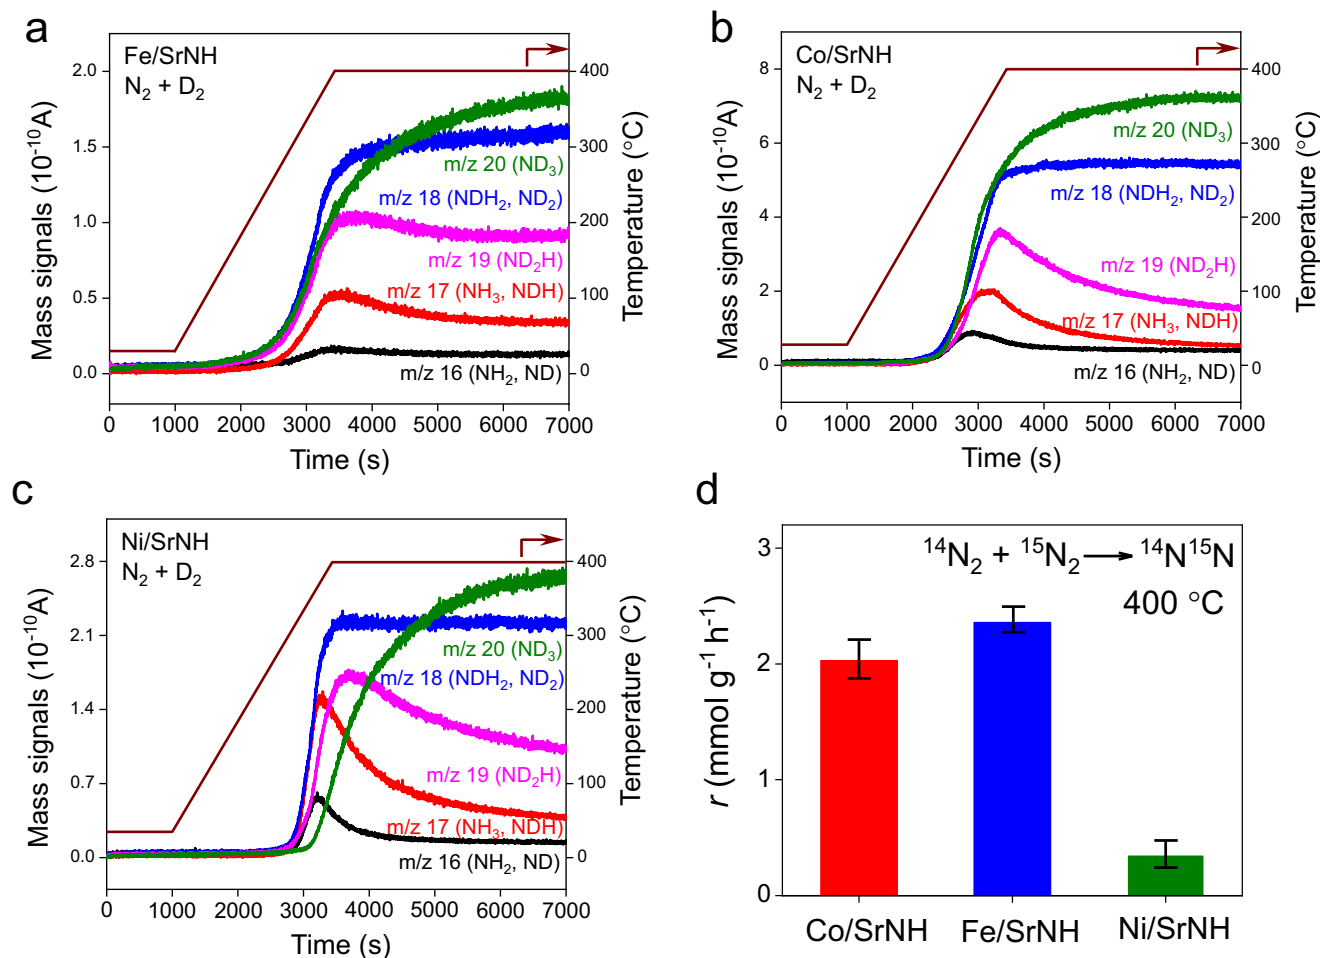 a
Fe/SrNH
N₂ + D₂
Mass signals (10⁻¹⁰A)
2.0
1.5
1.0
0.5
0.0
m/z 20 (ND₃)
m/z 18 (NDH₂, ND₂)
m/z 19 (ND₂H)
m/z 17 (NH₃, NDH)
m/z 16 (NH₂, ND)
400
300
200
100
0
Temperature (°C)
0 1000 2000 3000 4000 5000 6000 7000
Time (s)
b
Co/SrNH
N₂ + D₂
Mass signals (10⁻¹⁰A)
8
6
4
2
0
m/z 20 (ND₃)
m/z 18 (NDH₂, ND₂)
m/z 19 (ND₂H)
m/z 17 (NH₃, NDH)
m/z 16 (NH₂, ND)
400
300
200
100
0
Temperature (°C)
0 1000 2000 3000 4000 5000 6000 7000
Time (s)
c
Ni/SrNH
N₂ + D₂
Mass signals (10⁻¹⁰A)
2.8
2.1
1.4
0.7
0.0
m/z 20 (ND₃)
m/z 18 (NDH₂, ND₂)
m/z 19 (ND₂H)
m/z 17 (NH₃, NDH)
m/z 16 (NH₂, ND)
400
300
200
100
0
Temperature (°C)
0 1000 2000 3000 4000 5000 6000 7000
Time (s)
d
¹⁴N₂ + ¹⁵N₂ ⟶ ¹⁴N¹⁵N
400 °C
r (mmol g⁻¹ h⁻¹)
3
2
1
0
Co/SrNH Fe/SrNH Ni/SrNH